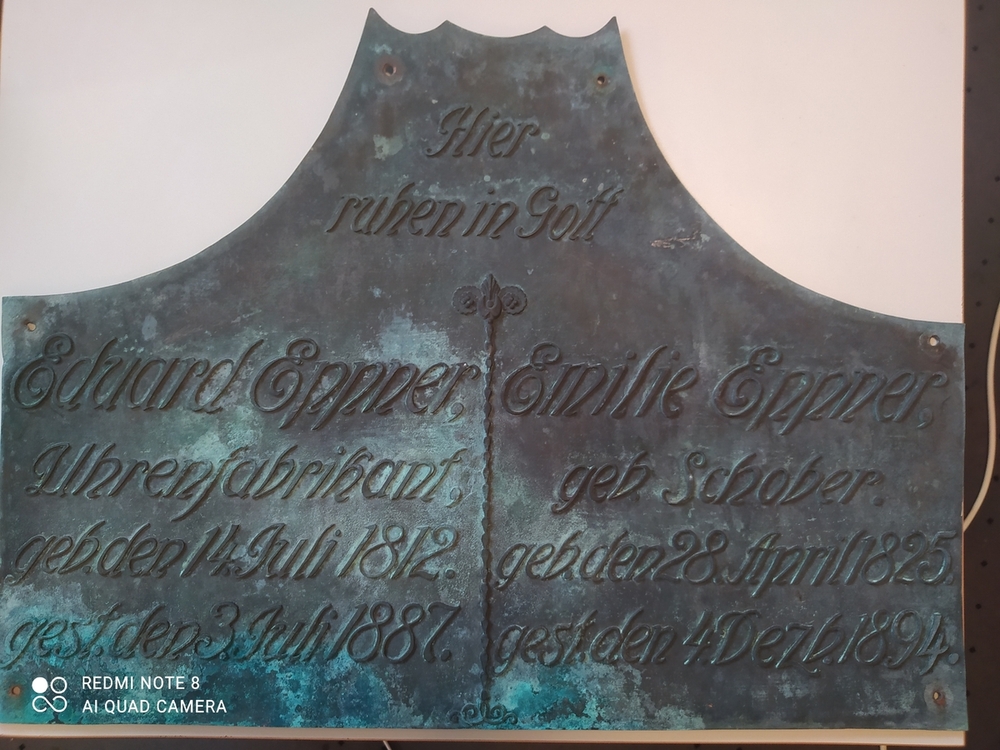 Hier
ruhen in Gott
Eduard Eppner,
Uhrenfabrikant,
geb. den 14. Juli 1812.
gest. den 3. Juli 1887.
Emilie Eppner,
geb. Schober.
geb. den 28. April 1825.
gest. den 4. Dezb. 1894.
REDMI NOTE 8
AI QUAD CAMERA